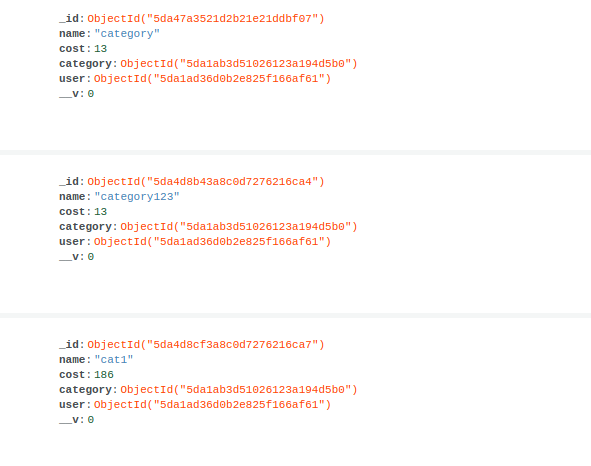 _id: ObjectId("5da47a3521d2b21e21ddbf07")
name: "category"
cost: 13
category: ObjectId("5da1ab3d51026123a194d5b0")
user: ObjectId("5da1ad36d0b2e825f166af61")
__v: 0
_id: ObjectId("5da4d8b43a8c0d7276216ca4")
name: "category123"
cost: 13
category: ObjectId("5da1ab3d51026123a194d5b0")
user: ObjectId("5da1ad36d0b2e825f166af61")
__v: 0
_id: ObjectId("5da4d8cf3a8c0d7276216ca7")
name: "cat1"
cost: 186
category: ObjectId("5da1ab3d51026123a194d5b0")
user: ObjectId("5da1ad36d0b2e825f166af61")
__v: 0